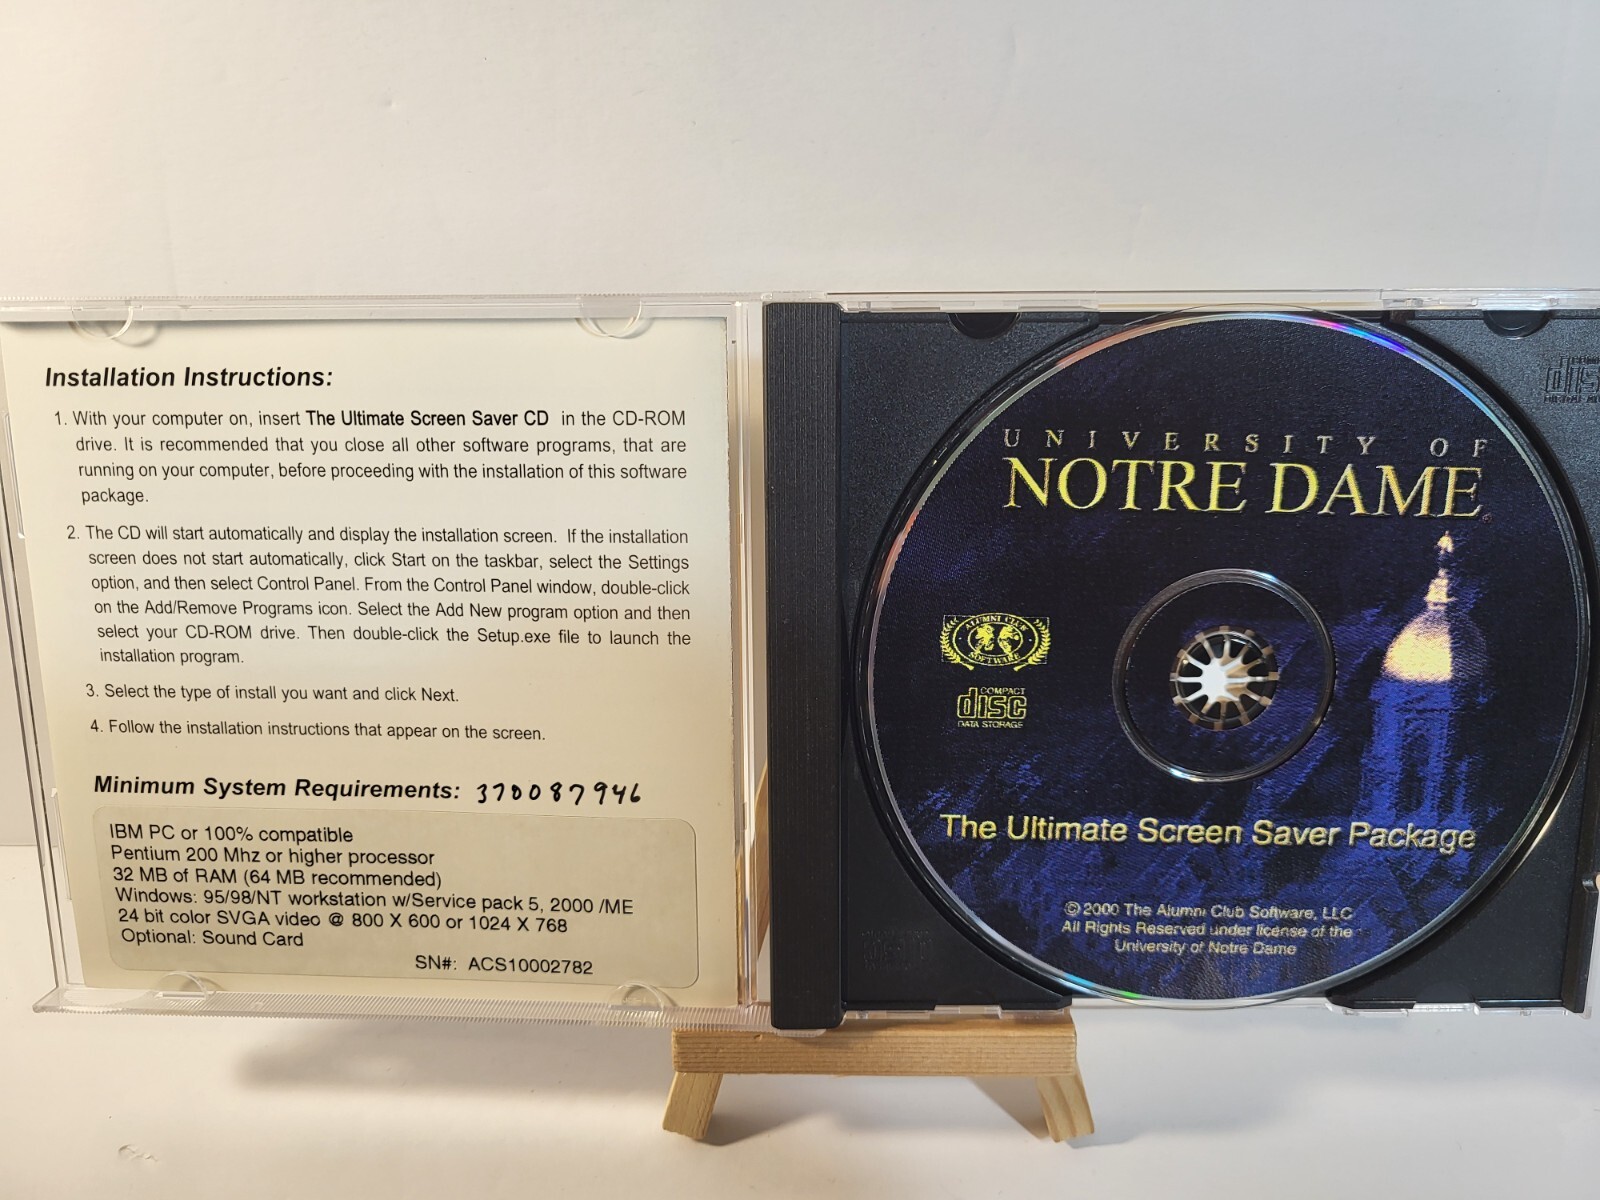 Installation Instructions:
1. With your computer on, insert The Ultimate Screen Saver CD in the CD-ROM
drive. It is recommended that you close all other software programs, that are
running on your computer, before proceeding with the installation of this software
package.
2. The CD will start automatically and display the installation screen. If the installation
screen does not start automatically, click Start on the taskbar, select the Settings
option, and then select Control Panel. From the Control Panel window, double-click
on the Add/Remove Programs icon. Select the Add New program option and then
select your CD-ROM drive. Then double-click the Setup.exe file to launch the
installation program.
3. Select the type of install you want and click Next.
4. Follow the installation instructions that appear on the screen.
Minimum System Requirements: 370087946
IBM PC or 100% compatible
Pentium 200 Mhz or higher processor
32 MB of RAM (64 MB recommended)
Windows: 95/98/NT workstation w/Service pack 5, 2000 /ME
24 bit color SVGA video @ 800 X 600 or 1024 X 768
Optional: Sound Card
SN#: ACS10002782
UNIVERSITY OF
NOTRE DAME
ALUMNI CLUB
SOFTWARE
COMPACT
disc
DATA STORAGE
The Ultimate Screen Saver Package
© 2000 The Alumni Club Software, LLC
All Rights Reserved under license of the
University of Notre Dame